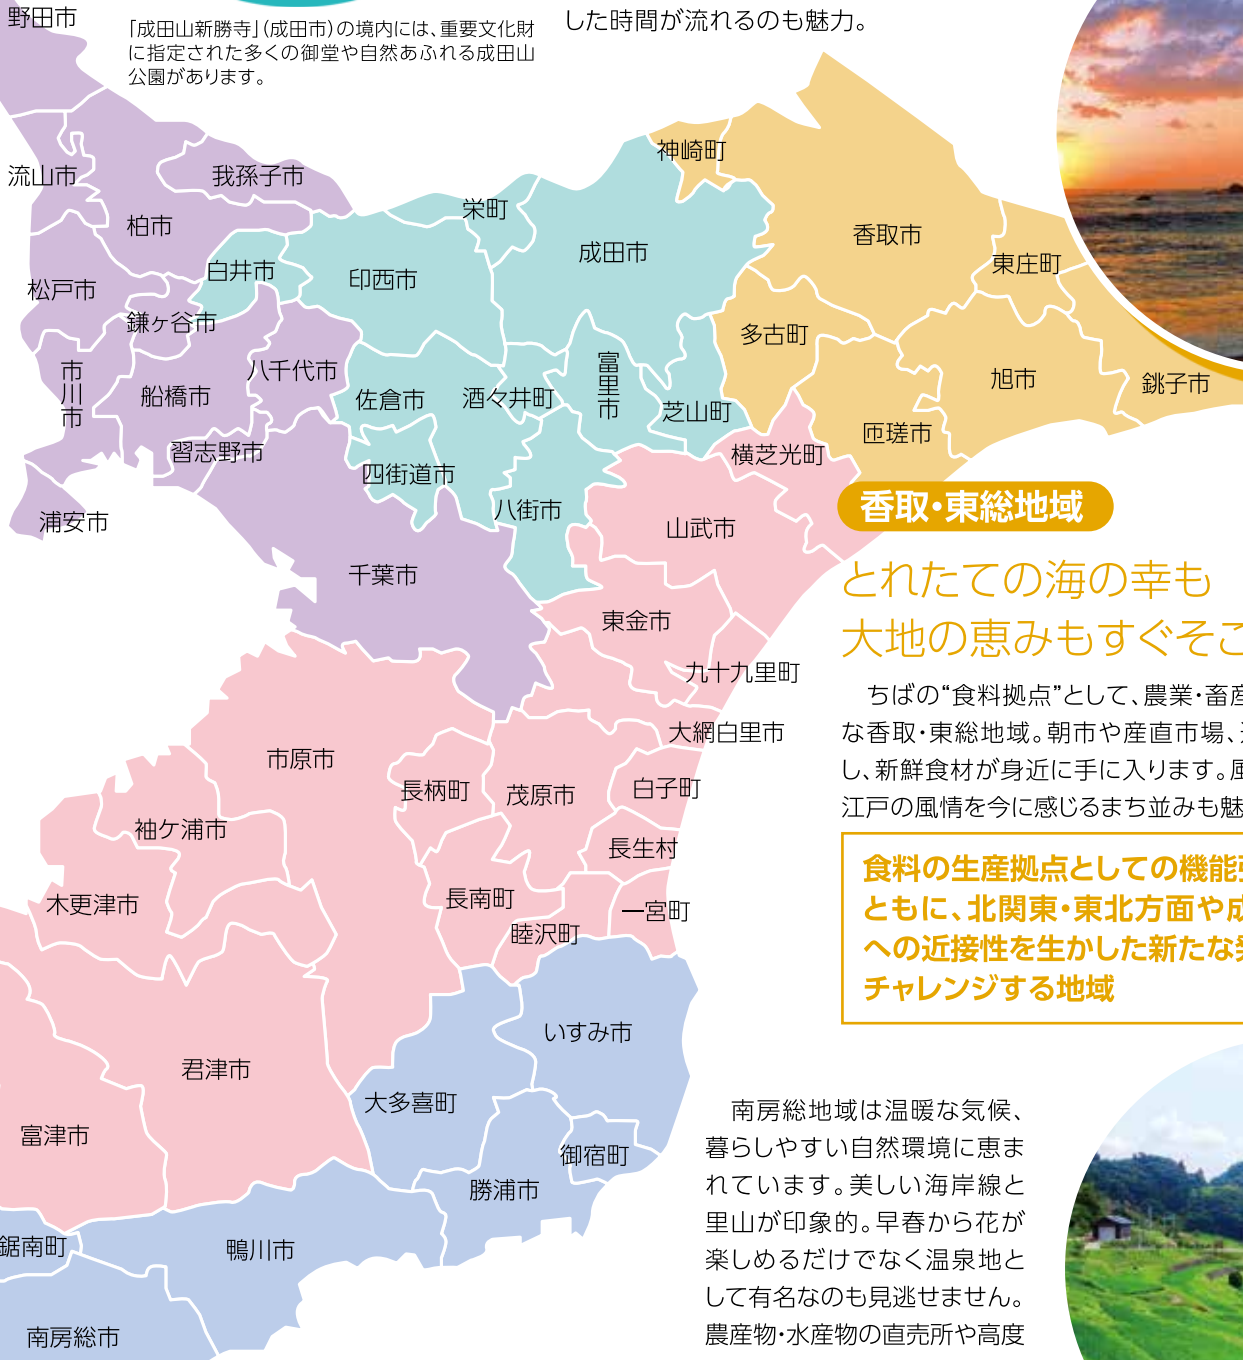 野田市
「成田山新勝寺」(成田市)の境内には、重要文化財
に指定された多くの御堂や自然あふれる成田山
公園があります。
した時間が流れるのも魅力。
神崎町
流山市
我孫子市
柏市
栄町
成田市
香取市
東庄町
白井市
印西市
松戸市
鎌ヶ谷市
多古町
市川市
八千代市
船橋市
佐倉市
酒々井町
富里市
芝山町
旭市
銚子市
匝瑳市
習志野市
四街道市
横芝光町
八街市
浦安市
山武市
千葉市
東金市
九十九里町
大網白里市
市原市
長柄町
茂原市
白子町
袖ケ浦市
長生村
木更津市
長南町
一宮町
睦沢町
いすみ市
君津市
大多喜町
富津市
御宿町
勝浦市
鋸南町
鴨川市
南房総市
香取・東総地域
とれたての海の幸も
大地の恵みもすぐそこ
ちばの“食料拠点”として、農業・畜産
な香取・東総地域。朝市や産直市場、
し、新鮮食材が身近に手に入ります。風
江戸の風情を今に感じるまち並みも魅
食料の生産拠点としての機能
ともに、北関東・東北方面や成
への近接性を生かした新たな発
チャレンジする地域
南房総地域は温暖な気候、
暮らしやすい自然環境に恵ま
れています。美しい海岸線と
里山が印象的。早春から花が
楽しめるだけでなく温泉地と
して有名なのも見逃せません。
農産物・水産物の直売所や高度